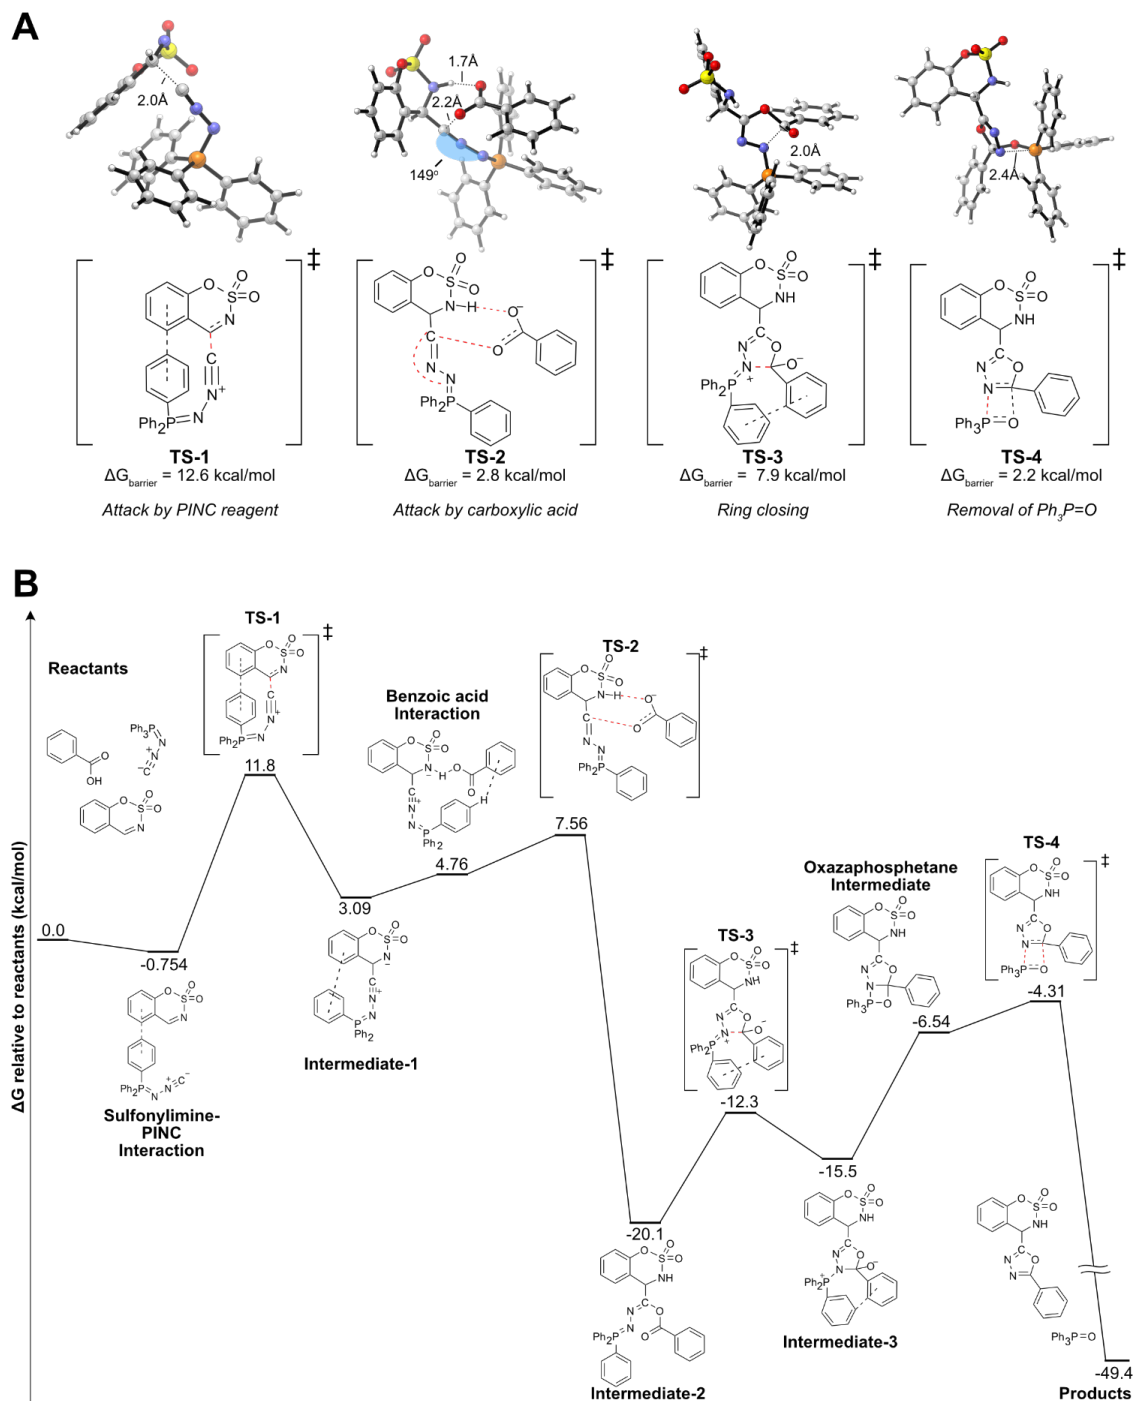 A
2.0Å
1.7Å
2.2Å
149º
2.0Å
2.4Å
‡
‡
‡
‡
TS-1
TS-2
TS-3
TS-4
ΔGbarrier = 12.6 kcal/mol
ΔGbarrier = 2.8 kcal/mol
ΔGbarrier = 7.9 kcal/mol
ΔGbarrier = 2.2 kcal/mol
Attack by PINC reagent
Attack by carboxylic acid
Ring closing
Removal of Ph3P=O
B
ΔG relative to reactants (kcal/mol)
Reactants
0.0
-0.754
Sulfonylimine-
PINC
Interaction
TS-1
‡
11.8
3.09
Intermediate-1
Benzoic acid
Interaction
4.76
TS-2
‡
7.56
-20.1
Intermediate-2
TS-3
‡
-12.3
-15.5
Intermediate-3
Oxazaphosphetane
Intermediate
-6.54
TS-4
‡
-4.31
Ph3P=O
-49.4
Products